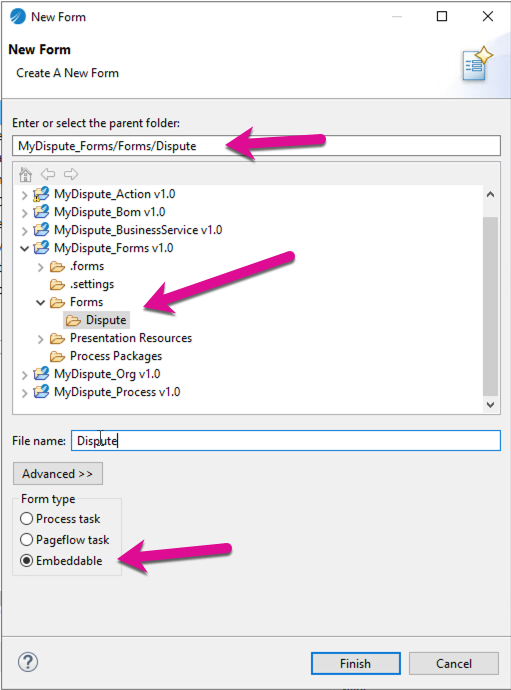 New Form
New Form
Create A New Form
Enter or select the parent folder:
MyDispute_Forms/Forms/Dispute
MyDispute_Action v1.0
MyDispute_Bom v1.0
MyDispute_BusinessService v1.0
MyDispute_Forms v1.0
.forms
.settings
Forms
Dispute
Presentation Resources
Process Packages
MyDispute_Org v1.0
MyDispute_Process v1.0
File name: Dispute
Advanced >>
Form type
Process task
Pageflow task
Embeddable
? Finish Cancel